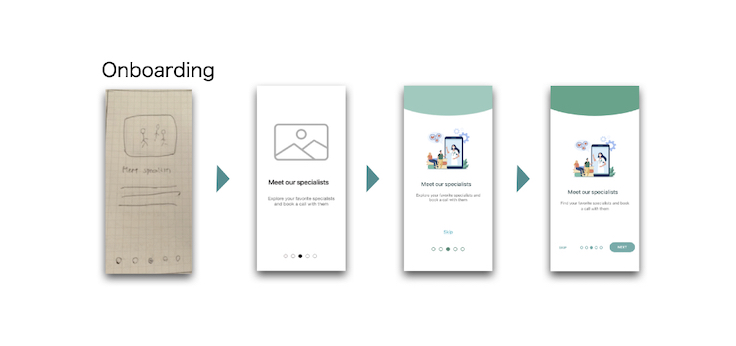 Onboarding
Meet specialists
Meet our specialists
Explore your favorite specialists
and book a call with them
Meet our specialists
Explore your favorite specialists and
book a call with them
Skip
Meet our specialists
Find your favorite specialists and book
a call with them
SKIP
NEXT